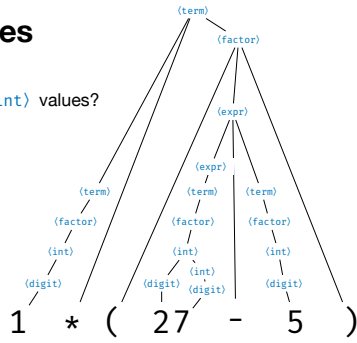 ⟨term⟩
es
⟨factor⟩
int⟩ values?
⟨expr⟩
⟨expr⟩
⟨term⟩ ⟨term⟩ ⟨term⟩
⟨factor⟩ ⟨factor⟩ ⟨factor⟩
⟨int⟩ ⟨int⟩ ⟨int⟩
⟨int⟩
⟨digit⟩ ⟨digit⟩ ⟨digit⟩ ⟨digit⟩
1 * ( 27 - 5 )